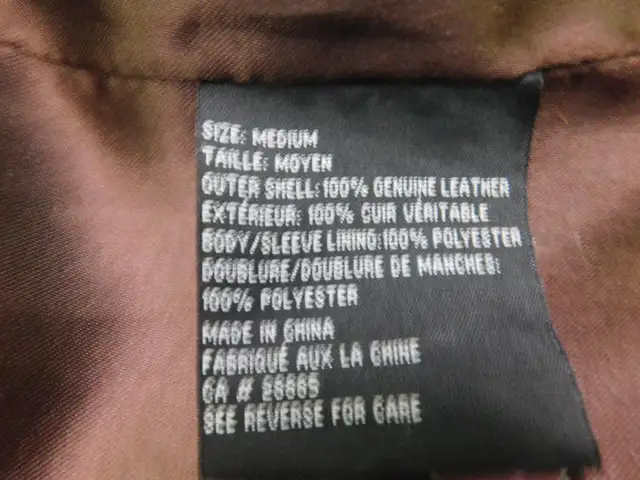 SIZE: MEDIUM
TAILLE: MOYEN
OUTER SHELL: 100% GENUINE LEATHER
EXTÉRIEUR: 100% CUIR VÉRITABLE
BODY/SLEEVE LINING: 100% POLYESTER
DOUBLURE/DOUBLURE DE MANCHES:
100% POLYESTER
MADE IN CHINA
FABRIQUÉ AUX LA CHINE
CA #
SEE REVERSE FOR CARE